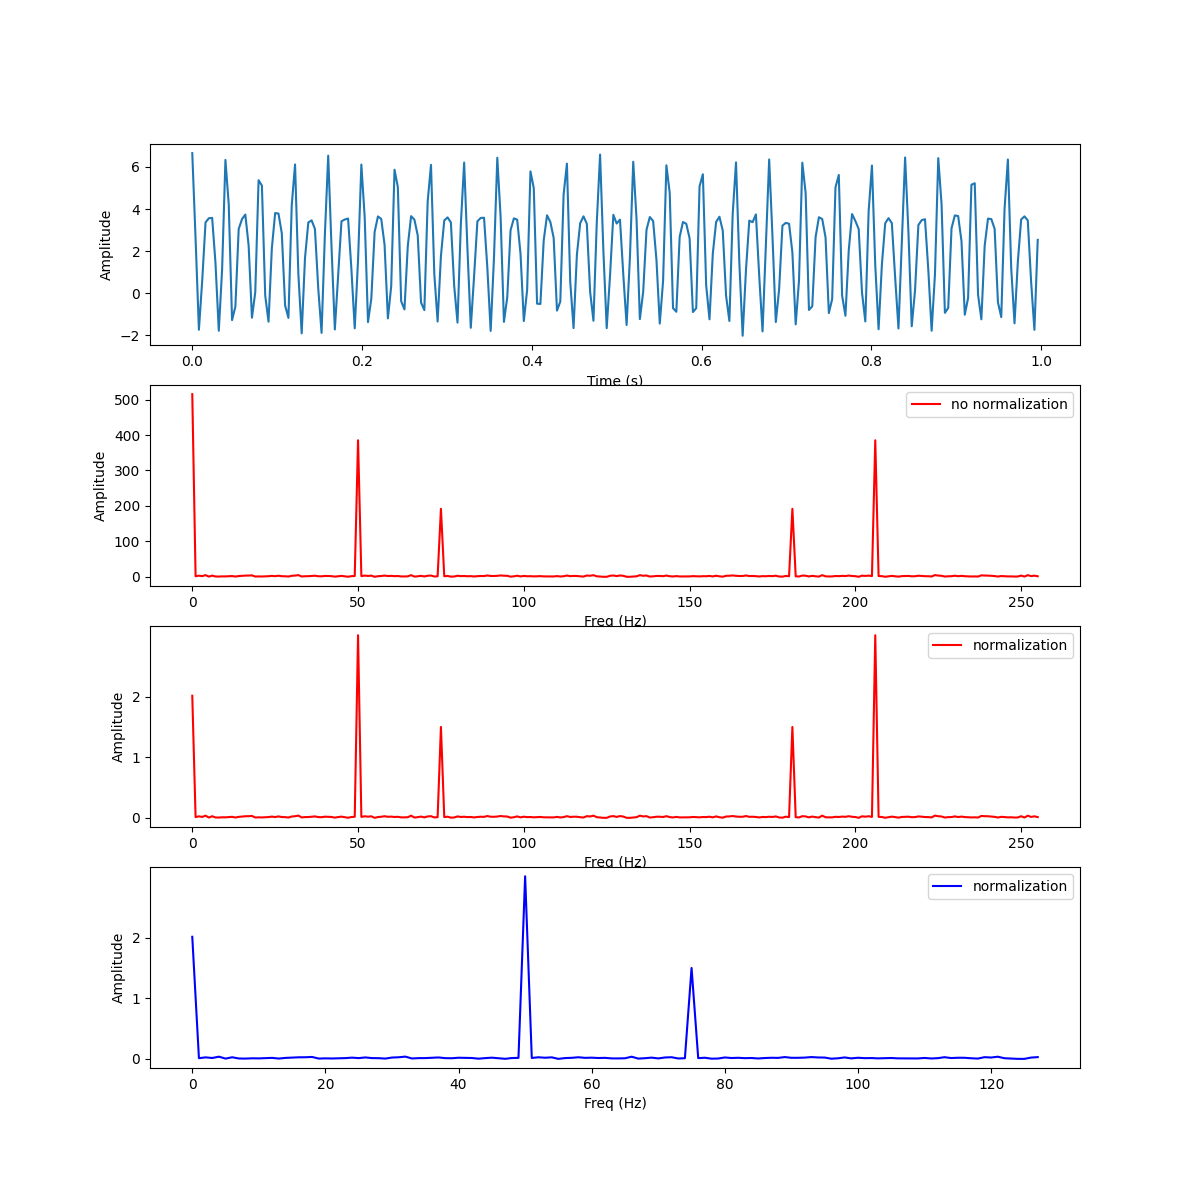 6
4
2
0
−2
Amplitude
0.0 0.2 0.4 0.6 0.8 1.0
Time (s)
no normalization
500
400
300
200
100
0
Amplitude
0 50 100 150 200 250
Freq (Hz)
normalization
2
1
0
Amplitude
0 50 100 150 200 250
Freq (Hz)
normalization
2
1
0
Amplitude
0 20 40 60 80 100 120
Freq (Hz)